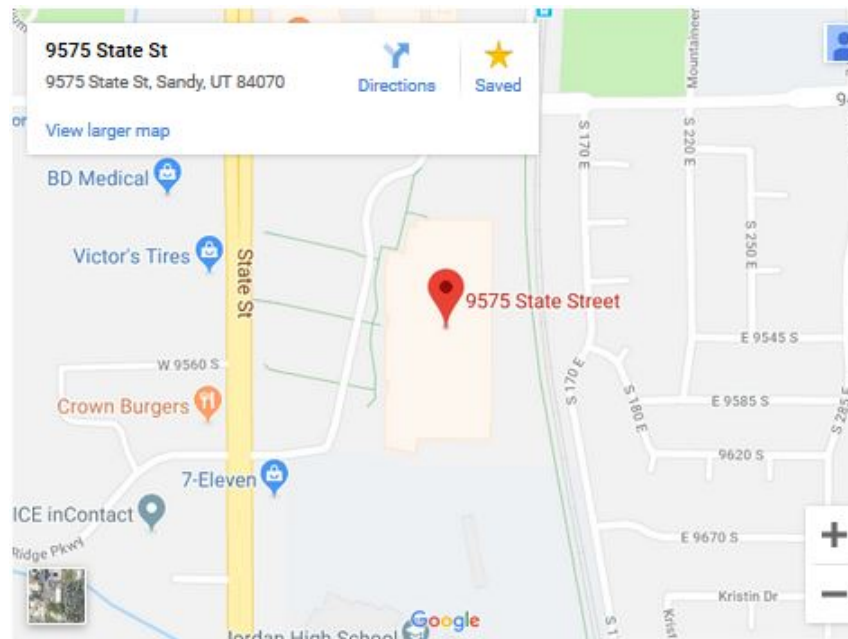 9575 State St
9575 State St, Sandy, UT 84070
Directions
Saved
View larger map
Mountaineer
BD Medical
S 170 E
S 220 E
S 250 E
Victor's Tires
State St
9575 State Street
E 9545 S
W 9560 S
S 170 E
S 180 E
E 9585 S
S 285 E
Crown Burgers
9620 S
7-Eleven
ICE inContact
E 9670 S
Ridge Pkwy
Kristin Dr
Google
Jordan High School